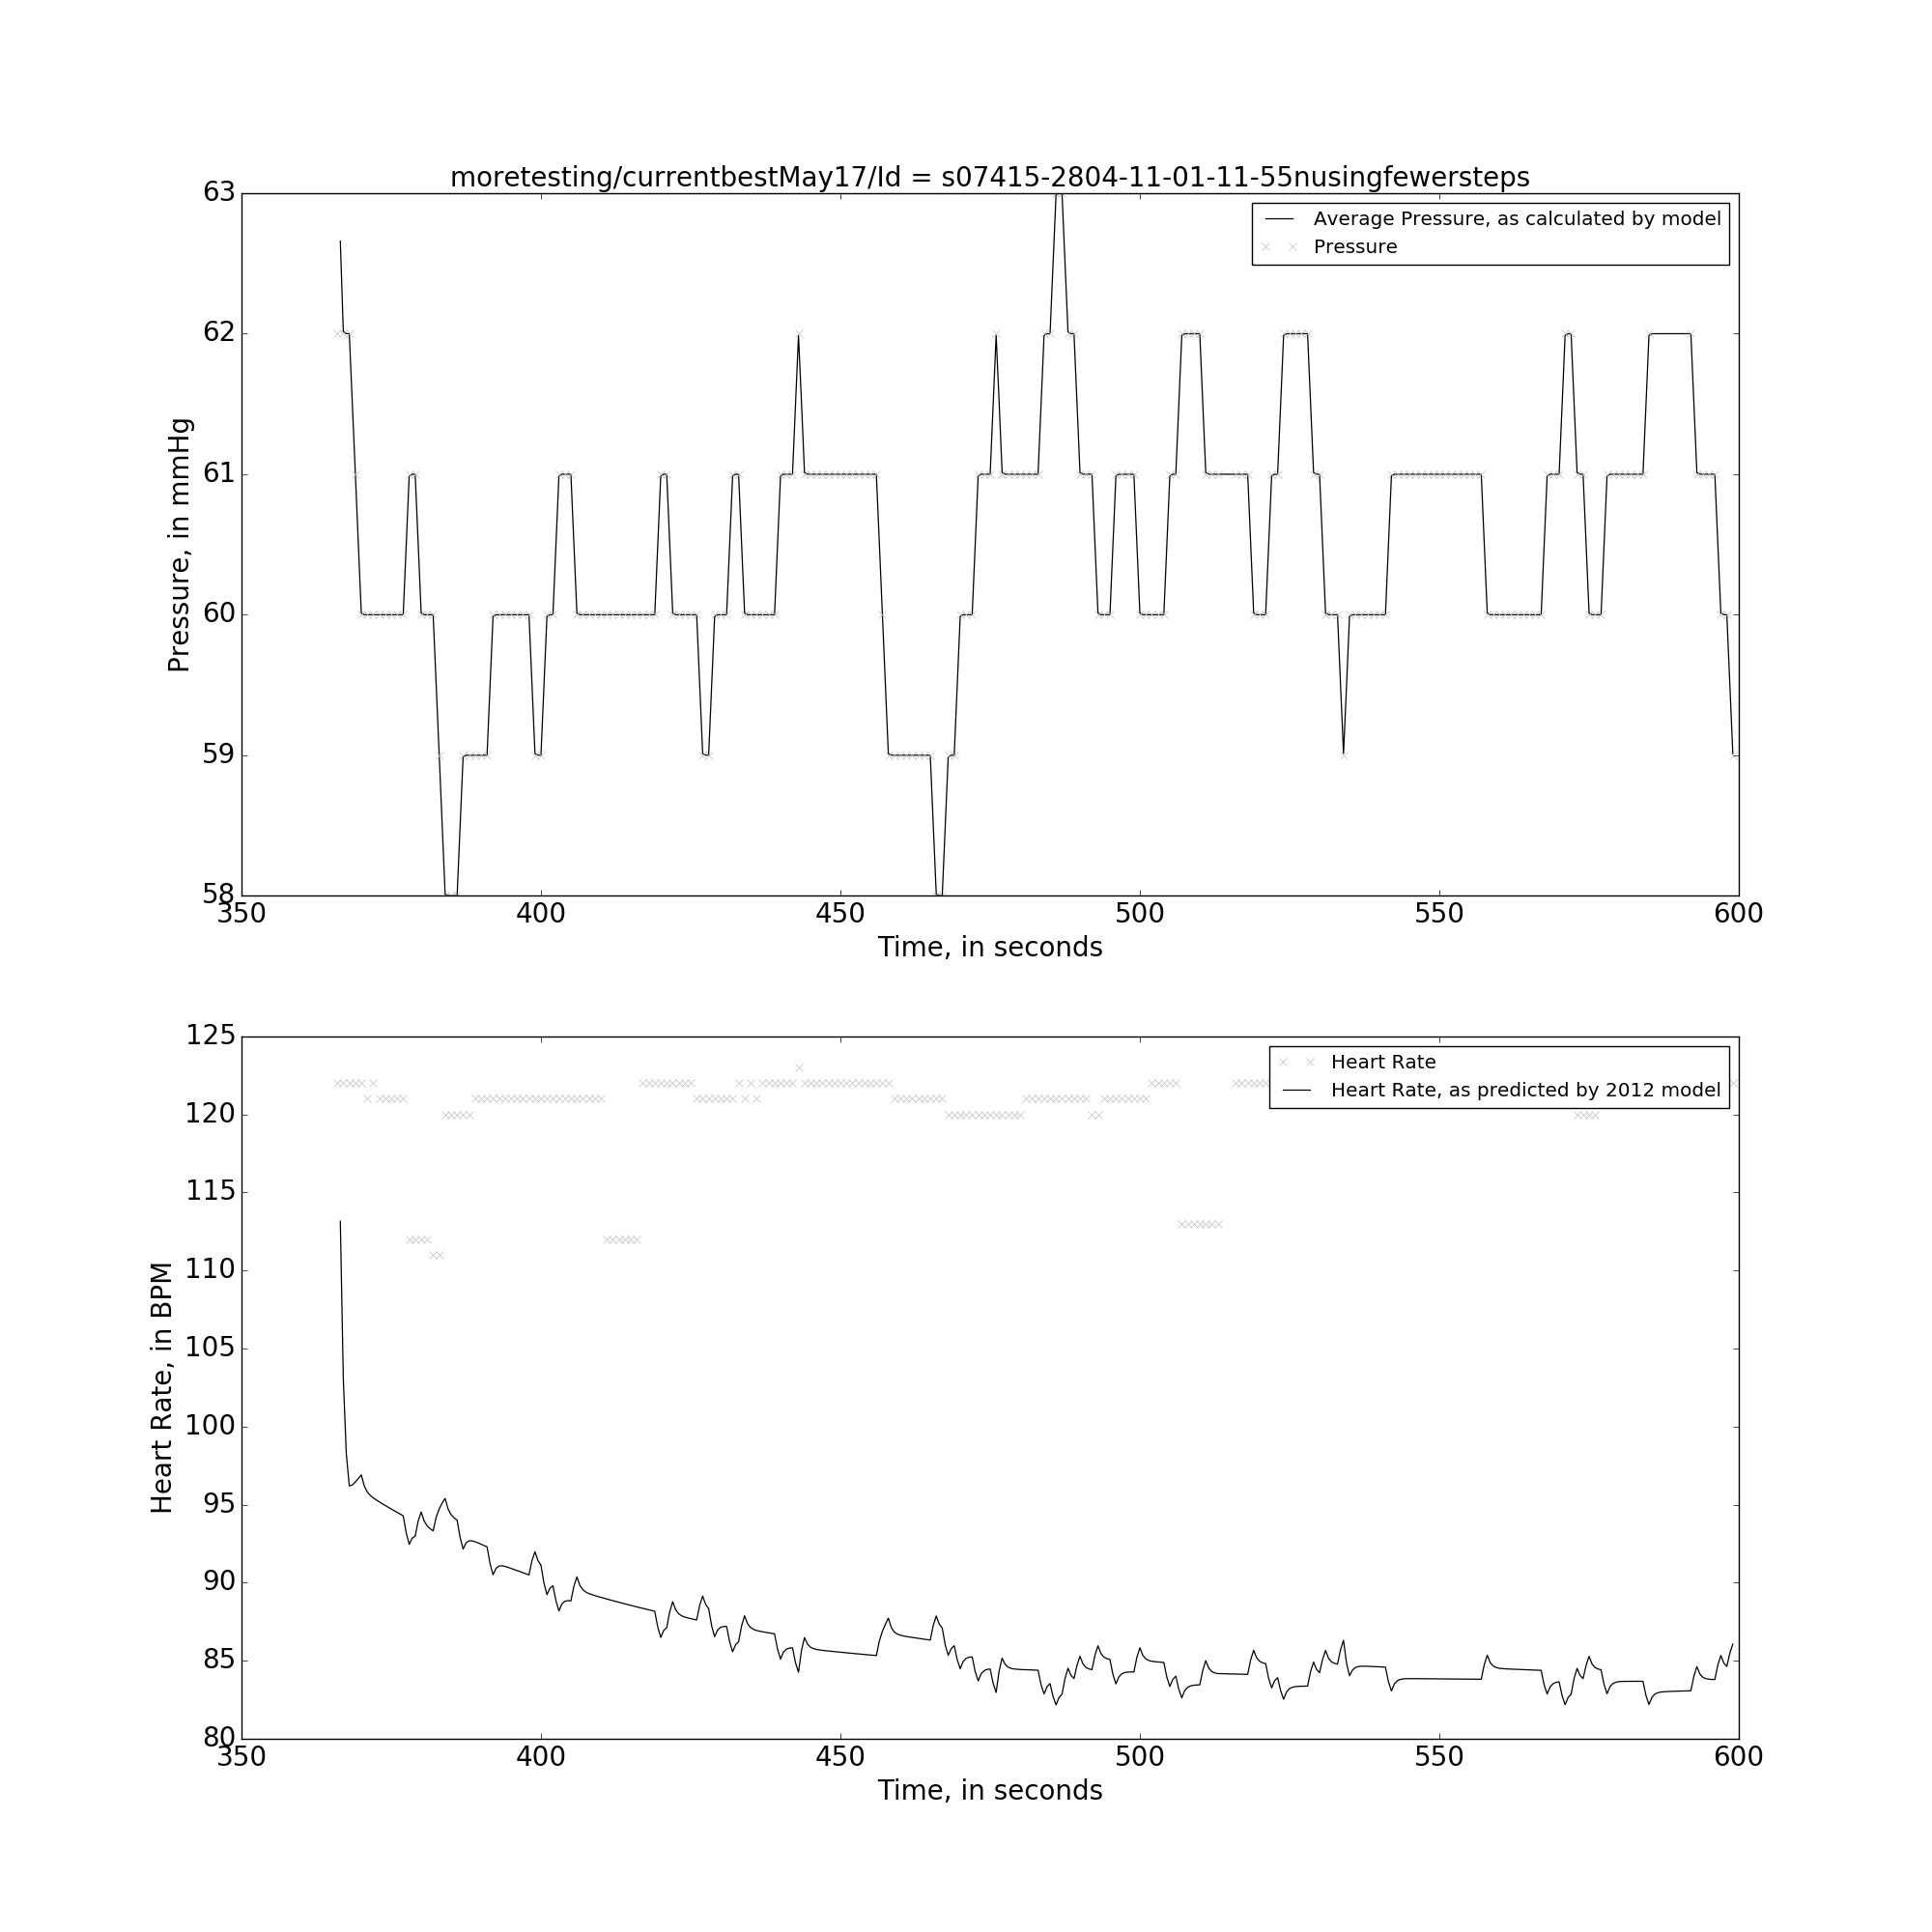 moretesting/currentbestMay17/Id = s07415-2804-11-01-11-55nusingfewersteps
63
62
61
60
59
58
Pressure, in mmHg
Average Pressure, as calculated by model
Pressure
350 400 450 500 550 600
Time, in seconds
125
120
115
110
105
100
95
90
85
80
Heart Rate, in BPM
Heart Rate
Heart Rate, as predicted by 2012 model
350 400 450 500 550 600
Time, in seconds